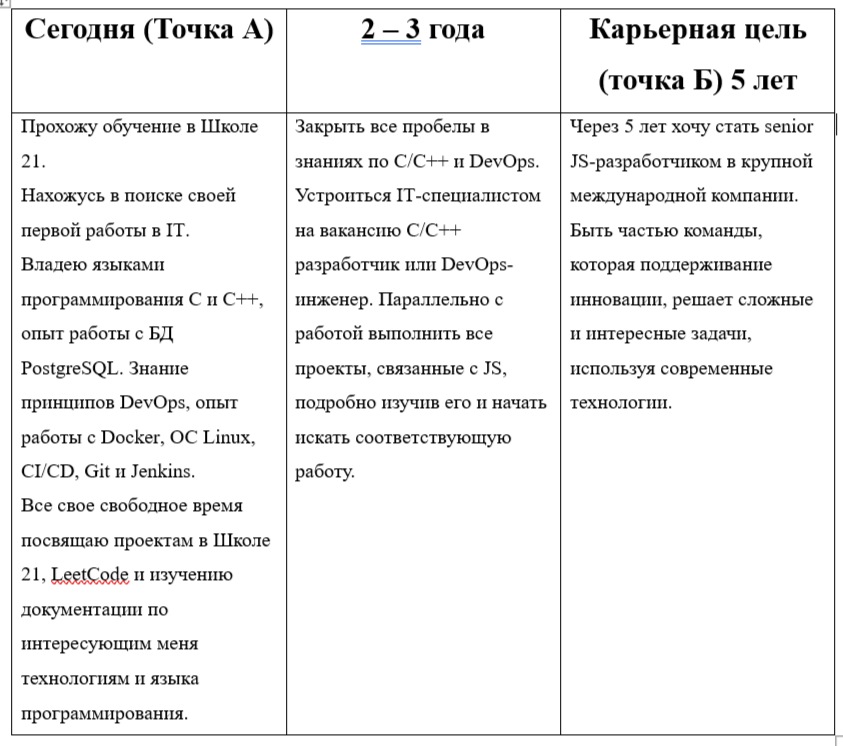 Сегодня (Точка А)
2 – 3 года
Карьерная цель
(точка Б) 5 лет
Прохожу обучение в Школе
21.
Нахожусь в поиске своей
первой работы в IT.
Владею языками
программирования C и C++,
опыт работы с БД
PostgreSQL. Знание
принципов DevOps, опыт
работы с Docker, ОС Linux,
CI/CD, Git и Jenkins.
Все свое свободное время
посвящаю проектам в Школе
21, LeetCode и изучению
документации по
интересующим меня
технологиям и языка
программирования.
Закрыть все пробелы в
знаниях по C/C++ и DevOps.
Устроиться IT-специалистом
на вакансию C/C++
разработчик или DevOps-
инженер. Параллельно с
работой выполнить все
проекты, связанные с JS,
подробно изучив его и начать
искать соответствующую
работу.
Через 5 лет хочу стать senior
JS-разработчиком в крупной
международной компании.
Быть частью команды,
которая поддерживание
инновации, решает сложные
и интересные задачи,
используя современные
технологии.